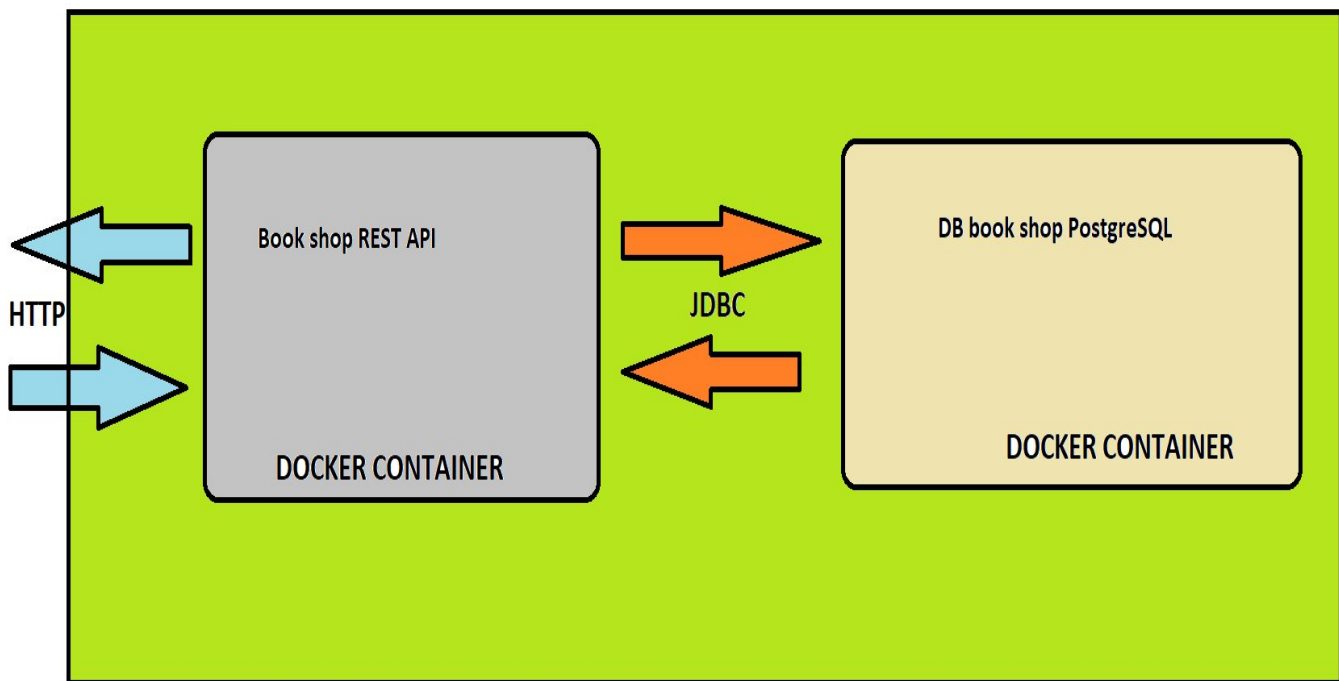 Book shop REST API
DB book shop PostgreSQL
HTTP
JDBC
DOCKER CONTAINER
DOCKER CONTAINER